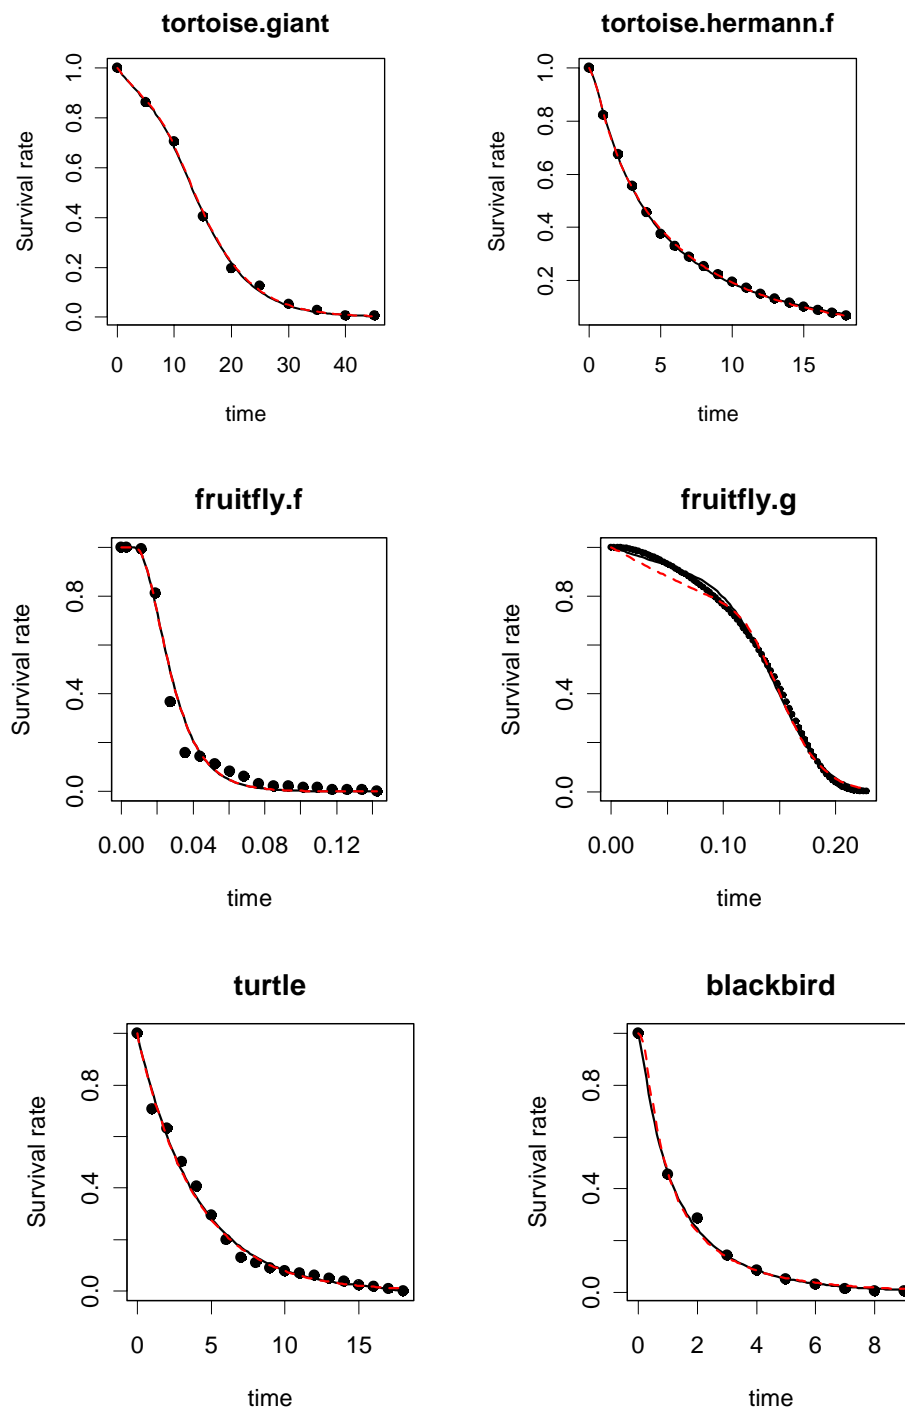 tortoise.giant
Survival rate
0.0 0.2 0.4 0.6 0.8 1.0
0 10 20 30 40
time
tortoise.hermann.f
Survival rate
0.2 0.4 0.6 0.8 1.0
0 5 10 15
time
fruitfly.f
Survival rate
0.0 0.4 0.8
0.00 0.04 0.08 0.12
time
fruitfly.g
Survival rate
0.0 0.4 0.8
0.00 0.10 0.20
time
turtle
Survival rate
0.0 0.4 0.8
0 5 10 15
time
blackbird
Survival rate
0.0 0.4 0.8
0 2 4 6 8
time